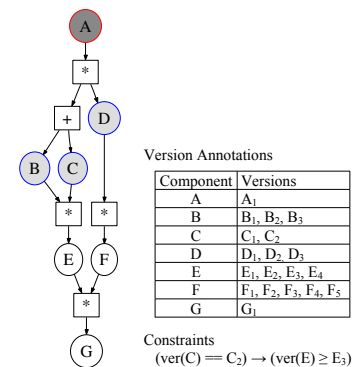 A
*
+
D
B
C
*
*
E
F
*
G
Version Annotations
Component Versions
A A₁
B B₁, B₂, B₃
C C₁, C₂
D D₁, D₂, D₃
E E₁, E₂, E₃, E₄
F F₁, F₂, F₃, F₄, F₅
G G₁
Constraints
(ver(C) == C₂) → (ver(E) ≥ E₃)